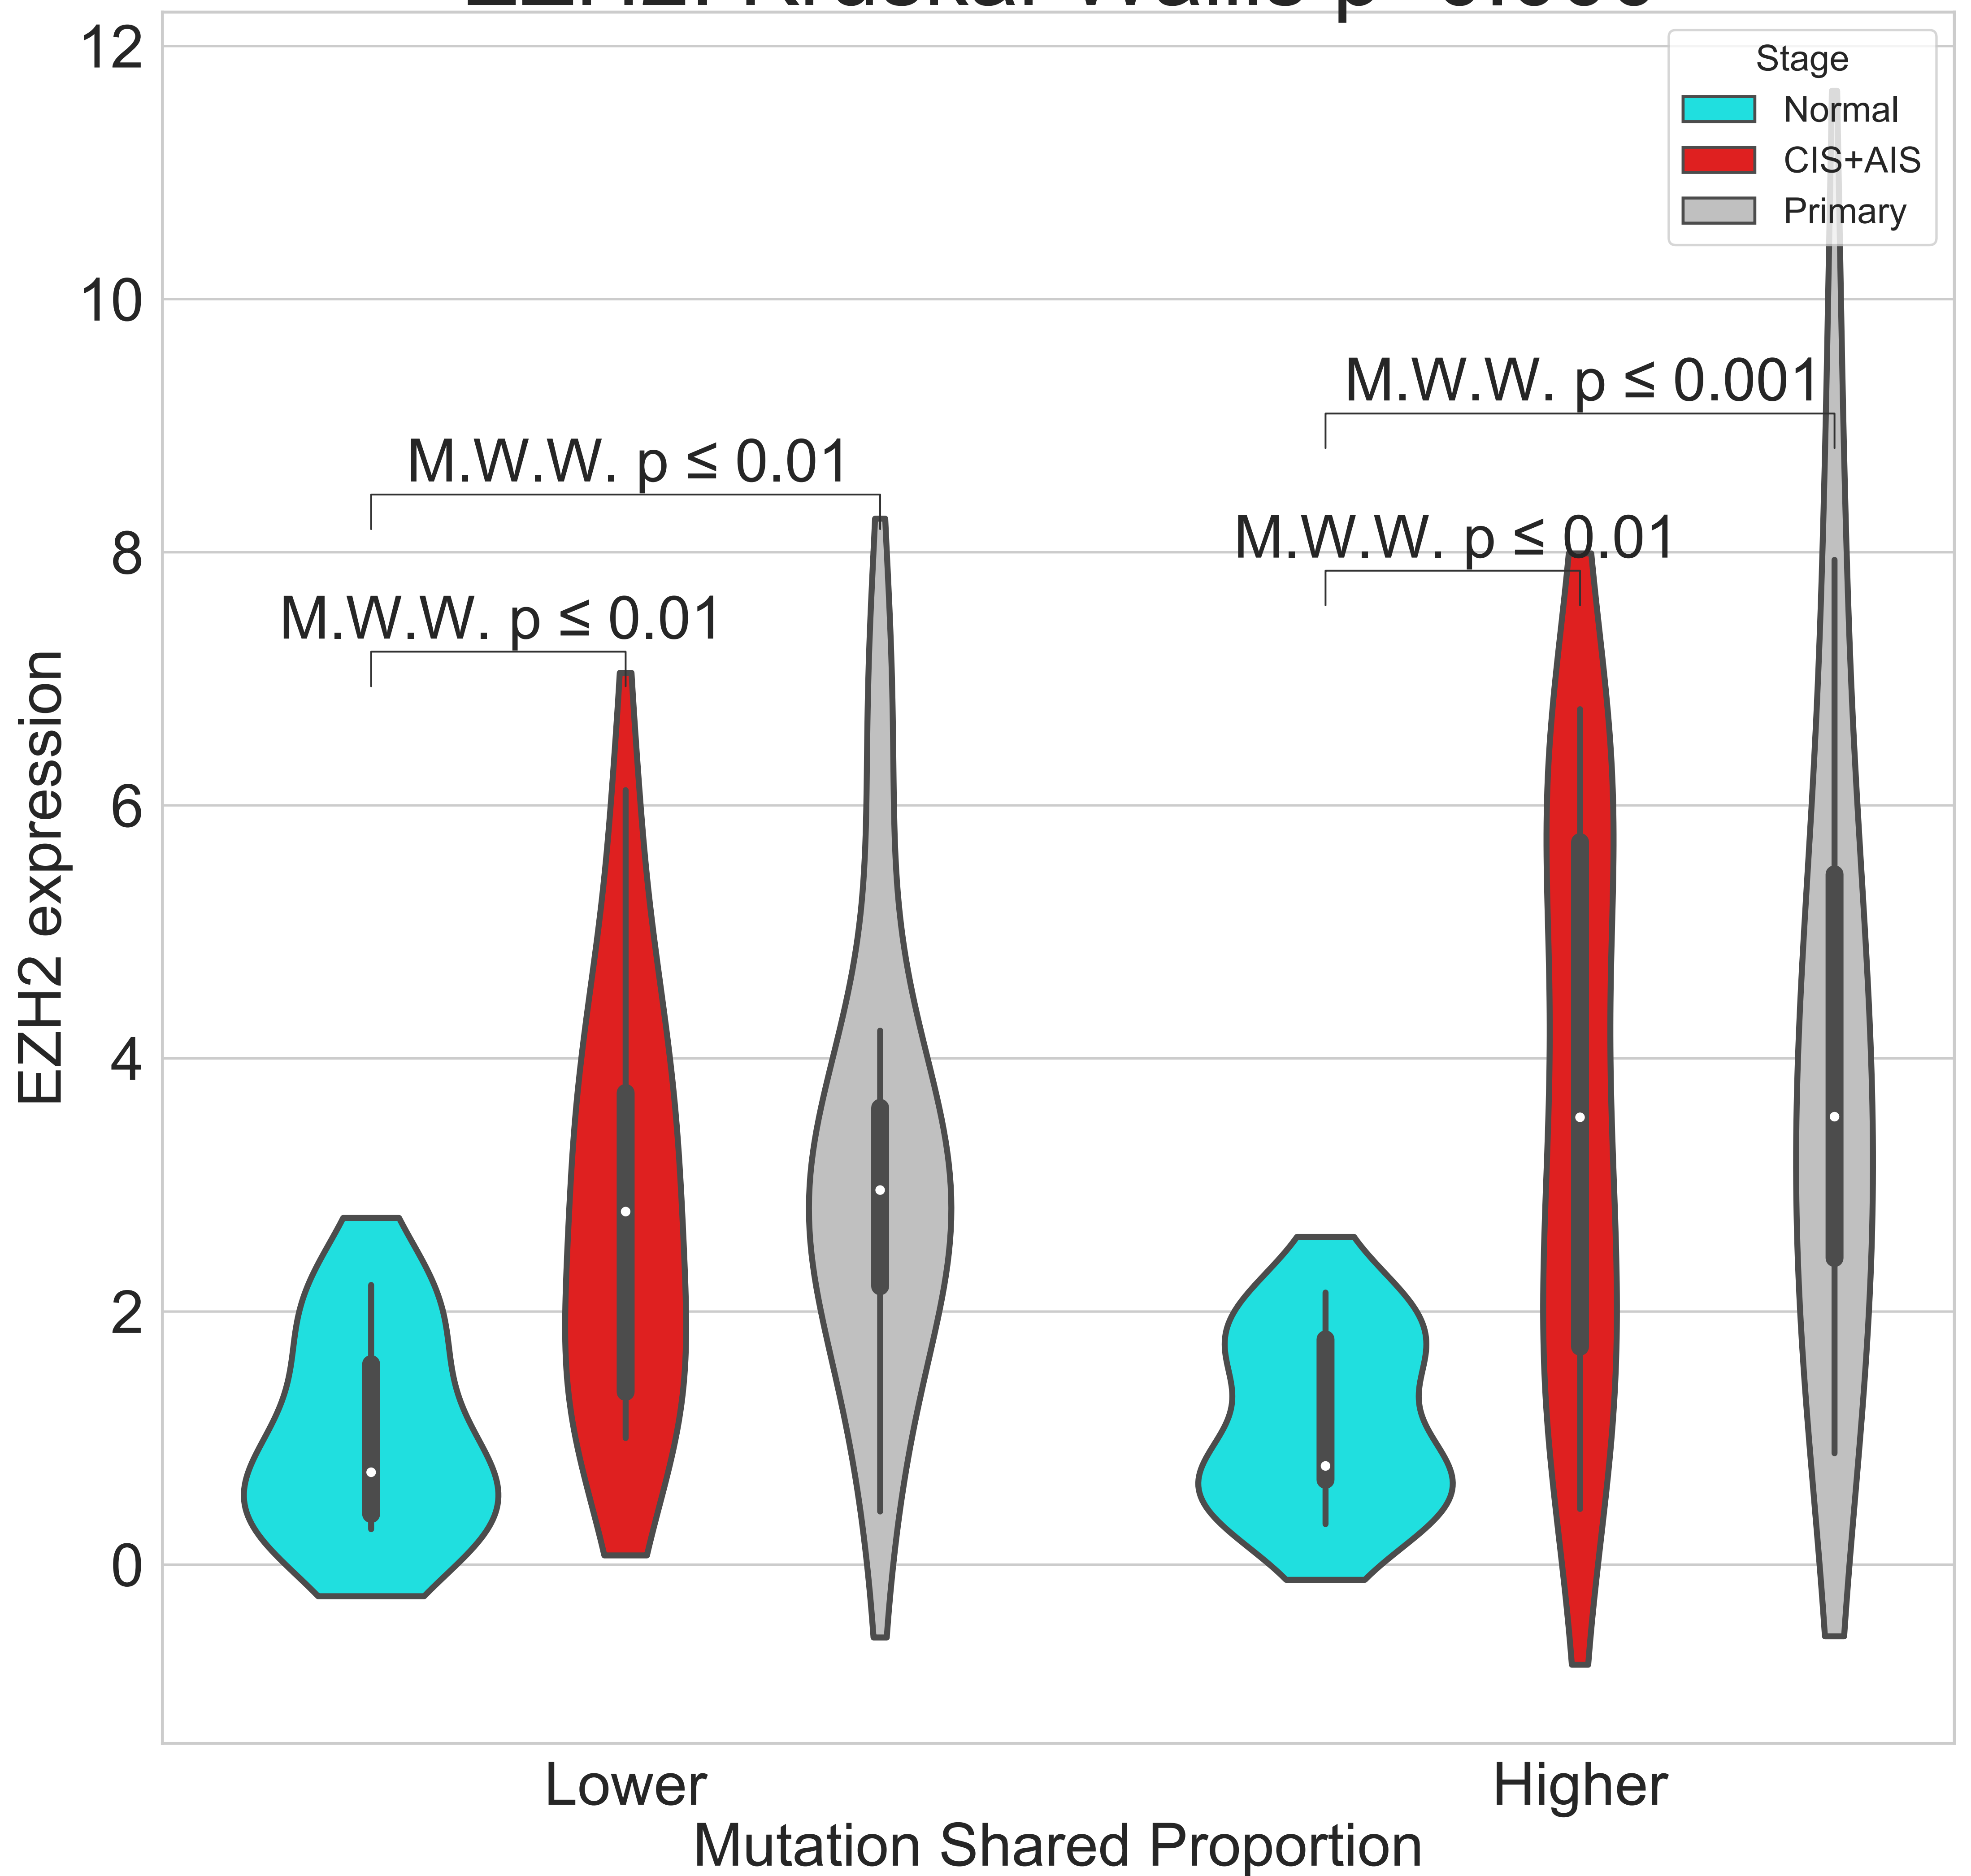 12
10
8
6
4
2
0
EZH2 expression
Stage
Normal
CIS+AIS
Primary
M.W.W. p ≤ 0.001
M.W.W. p ≤ 0.01
M.W.W. p ≤ 0.01
M.W.W. p ≤ 0.01
Lower
Higher
Mutation Shared Proportion